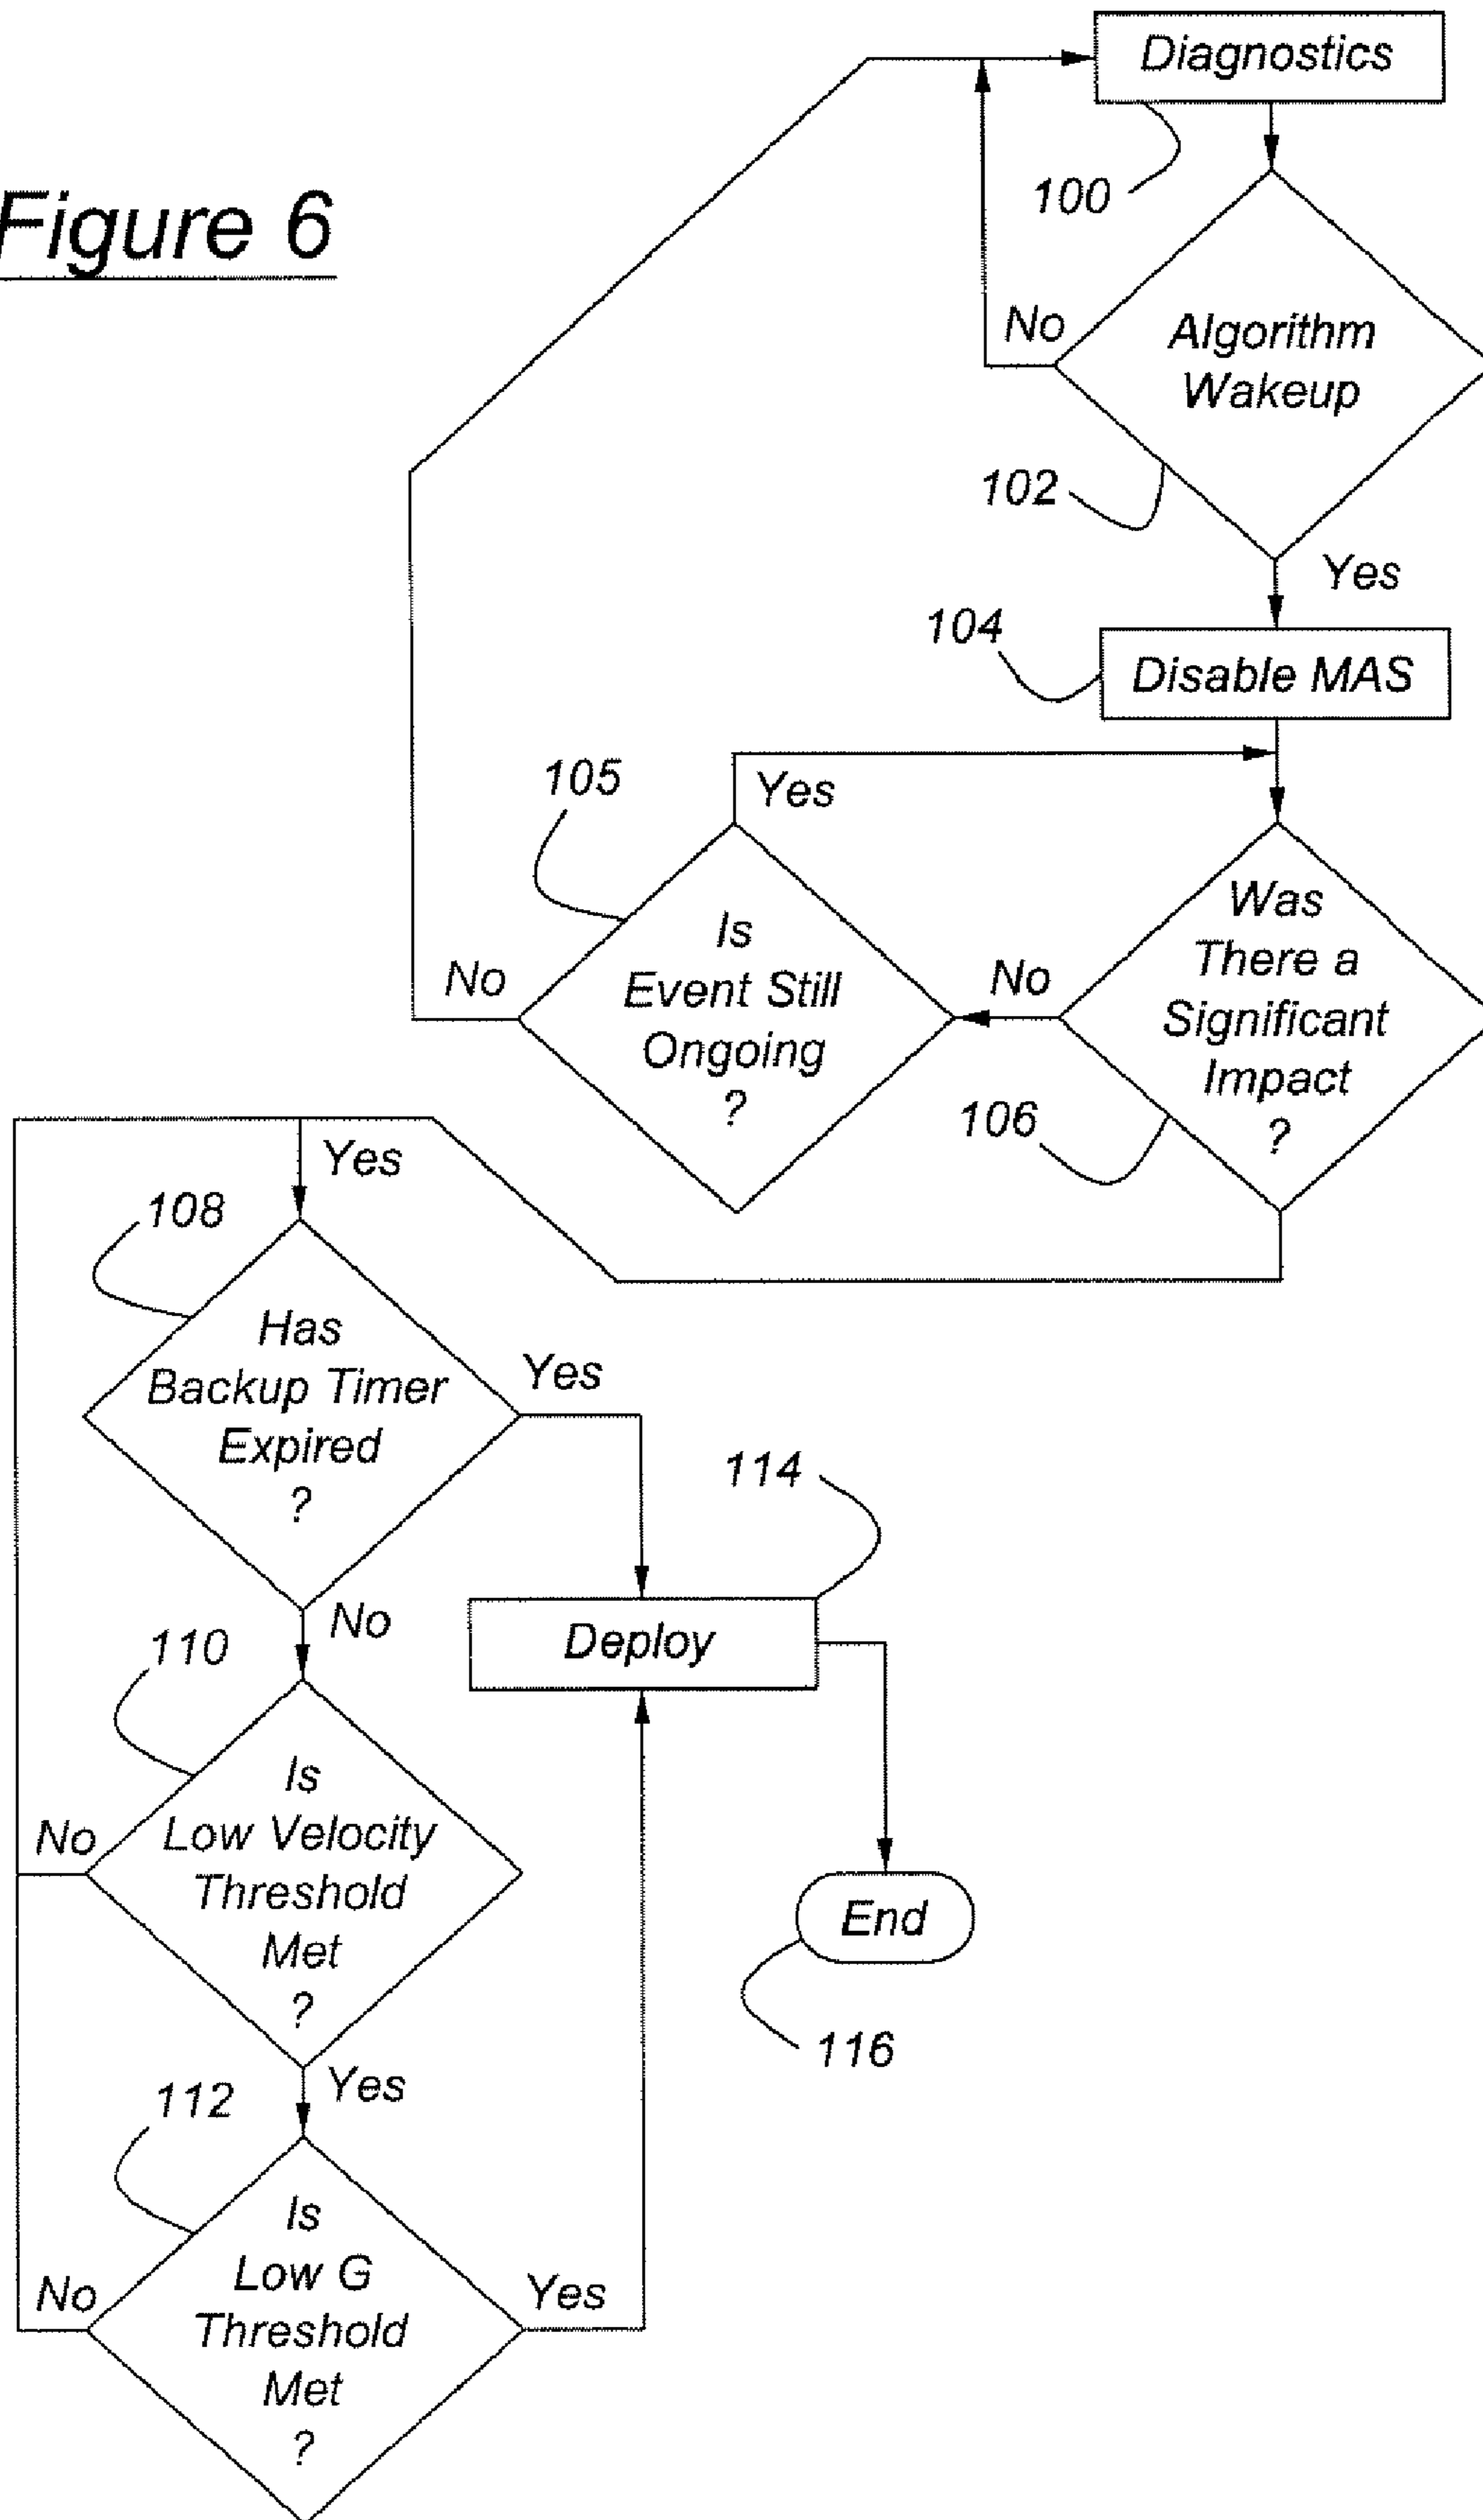 Figure 6
Diagnostics
100
No
Algorithm
Wakeup
102
Yes
104
Disable MAS
105
Yes
No
Is
Event Still
Ongoing
?
No
Was
There a
Significant
Impact
?
106
Yes
108
Has
Backup Timer
Expired
?
Yes
114
No
Deploy
110
No
Is
Low Velocity
Threshold
Met
?
End
116
Yes
112
No
Is
Low G
Threshold
Met
?
Yes